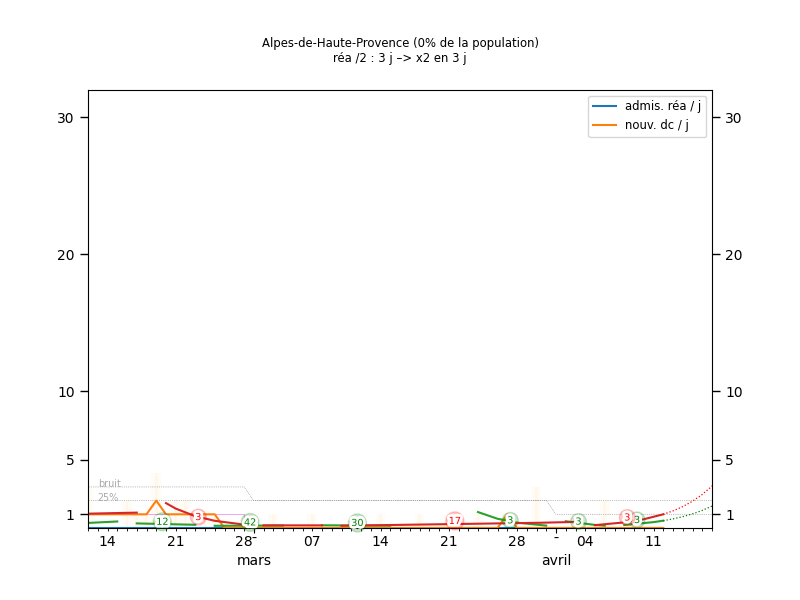 Alpes-de-Haute-Provence (0% de la population)
réa /2 : 3 j –> x2 en 3 j
admis. réa / j
nouv. dc / j
30 30
20 20
10 10
5 5
bruit
25%
1 1
12 3 42 30 17 3 3 3 3
14 21 28 07 14 21 28 04 11
mars avril